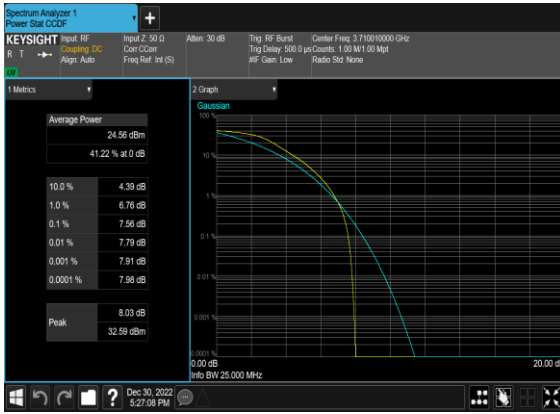 Spectrum Analyzer 1
Power Stat CCDF
KEYSIGHT
R T
LXI
Input: RF
Coupling: DC
Align: Auto
Input Z: 50 Ω
Corr CCorr
Freq Ref: Int (S)
Atten: 30 dB
Trig: RF Burst
Trig Delay: 500.0 µs
#IF Gain: Low
Center Freq: 3.710010000 GHz
Counts: 1.00 M/1.00 Mpt
Radio Std: None
1 Metrics
Average Power
24.56 dBm
41.22 % at 0 dB
10.0 % 4.39 dB
1.0 % 6.76 dB
0.1 % 7.56 dB
0.01 % 7.79 dB
0.001 % 7.91 dB
0.0001 % 7.98 dB
Peak
8.03 dB
32.59 dBm
2 Graph
Gaussian
100 %
10 %
1 %
0.1 %
0.01 %
0.001 %
0.0001 %
0.00 dB
20.00 d
Info BW 25.000 MHz
?
Dec 30, 2022
5:27:08 PM